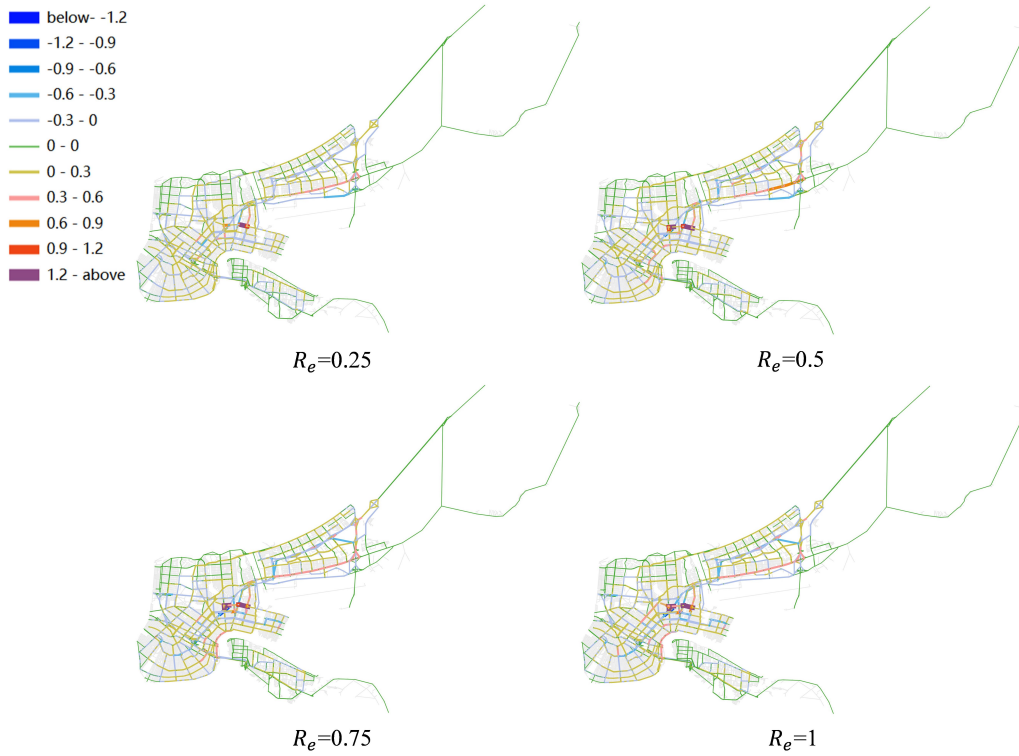 below- -1.2
-1.2 - -0.9
-0.9 - -0.6
-0.6 - -0.3
-0.3 - 0
0 - 0
0 - 0.3
0.3 - 0.6
0.6 - 0.9
0.9 - 1.2
1.2 - above
Rₑ=0.25
Rₑ=0.5
Rₑ=0.75
Rₑ=1